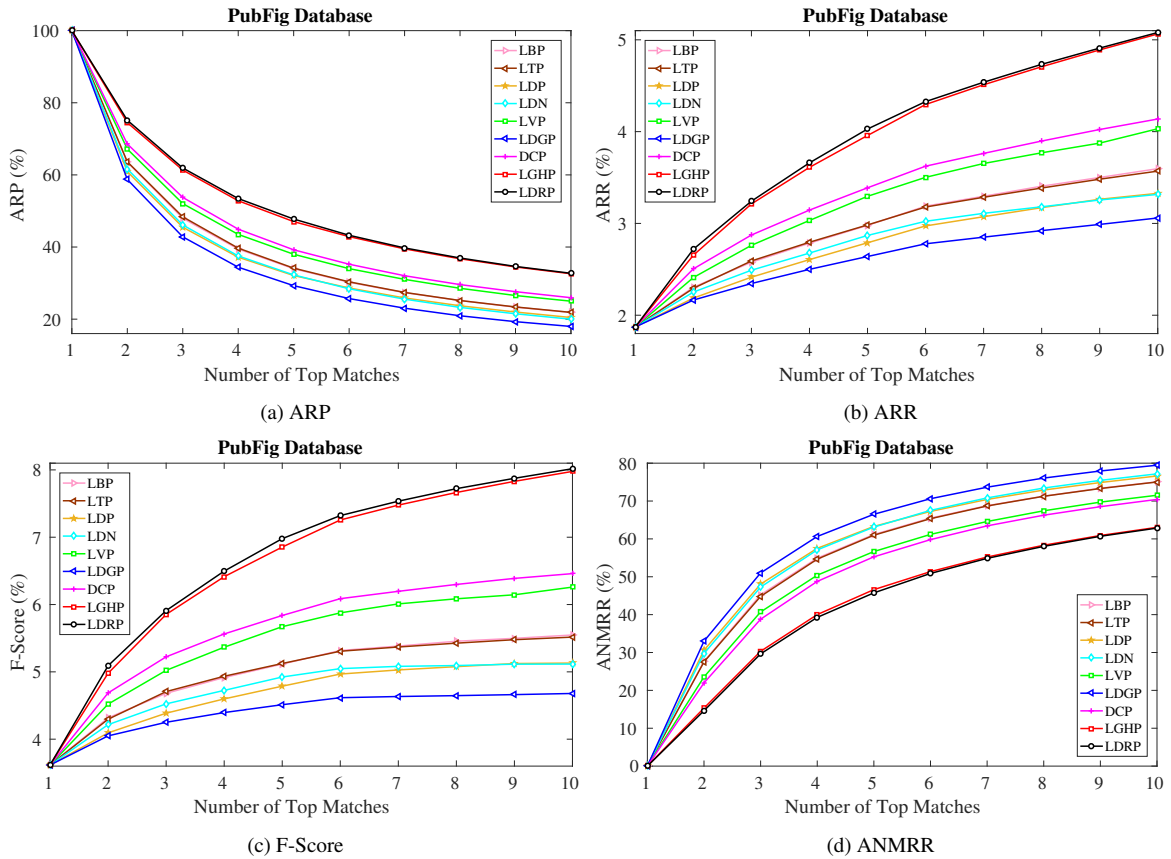 PubFig Database
100
80
60
40
20
ARP (%)
LBP
LTP
LDP
LDN
LVP
LDGP
DCP
LGHP
LDRP
1 2 3 4 5 6 7 8 9 10
Number of Top Matches
(a) ARP
PubFig Database
5
4
3
2
ARR (%)
LBP
LTP
LDP
LDN
LVP
LDGP
DCP
LGHP
LDRP
1 2 3 4 5 6 7 8 9 10
Number of Top Matches
(b) ARR
PubFig Database
8
7
6
5
4
F-Score (%)
LBP
LTP
LDP
LDN
LVP
LDGP
DCP
LGHP
LDRP
1 2 3 4 5 6 7 8 9 10
Number of Top Matches
(c) F-Score
PubFig Database
80
70
60
50
40
30
20
10
0
ANMRR (%)
LBP
LTP
LDP
LDN
LVP
LDGP
DCP
LGHP
LDRP
1 2 3 4 5 6 7 8 9 10
Number of Top Matches
(d) ANMRR